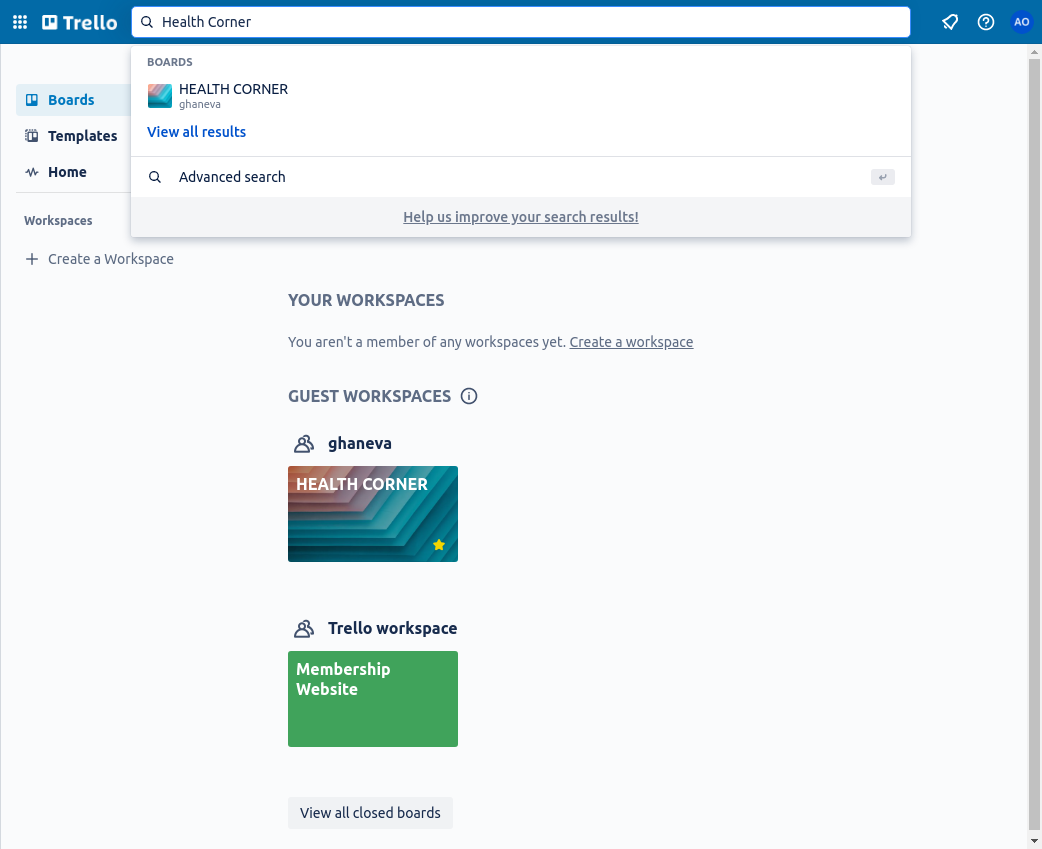 Trello
Health Corner
AO
BOARDS
HEALTH CORNER
ghaneva
View all results
Advanced search
Help us improve your search results!
Boards
Templates
Home
Workspaces
Create a Workspace
YOUR WORKSPACES
You aren't a member of any workspaces yet. Create a workspace
GUEST WORKSPACES
ghaneva
HEALTH CORNER
Trello workspace
Membership
Website
View all closed boards